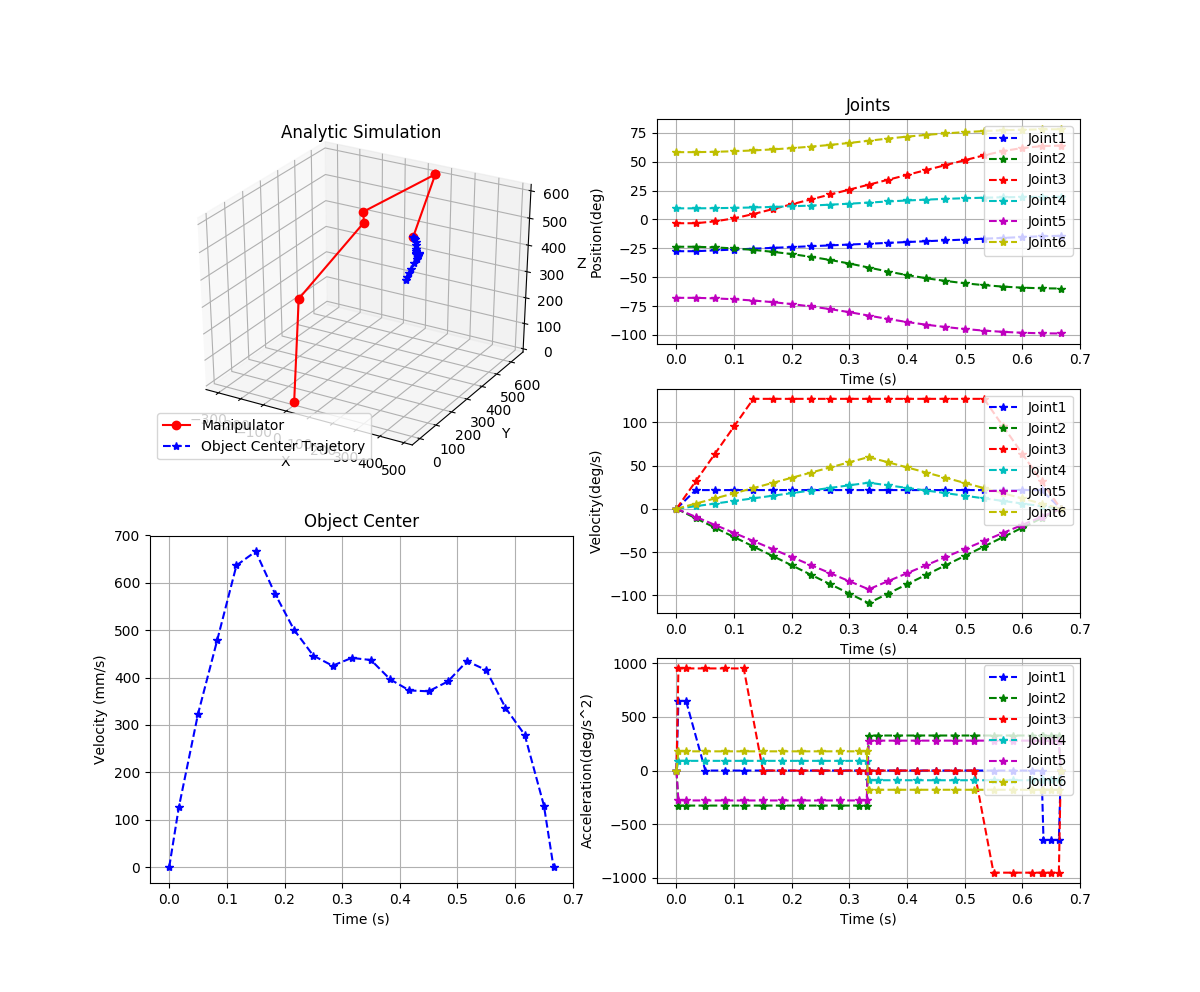 Analytic Simulation
600
500
400
300
200
100
0
Z
600
500
400
300
200
100
0
Y
X
300
400
500
Manipulator
Object Center Trajetory
Object Center
700
600
500
400
300
200
100
0
Velocity (mm/s)
0.0 0.1 0.2 0.3 0.4 0.5 0.6 0.7
Time (s)
Joints
75
50
25
0
−25
−50
−75
−100
Position(deg)
Joint1
Joint2
Joint3
Joint4
Joint5
Joint6
0.0 0.1 0.2 0.3 0.4 0.5 0.6 0.7
Time (s)
100
50
0
−50
−100
Velocity(deg/s)
Joint1
Joint2
Joint3
Joint4
Joint5
Joint6
0.0 0.1 0.2 0.3 0.4 0.5 0.6 0.7
Time (s)
1000
500
0
−500
−1000
Acceleration(deg/s^2)
Joint1
Joint2
Joint3
Joint4
Joint5
Joint6
0.0 0.1 0.2 0.3 0.4 0.5 0.6 0.7
Time (s)